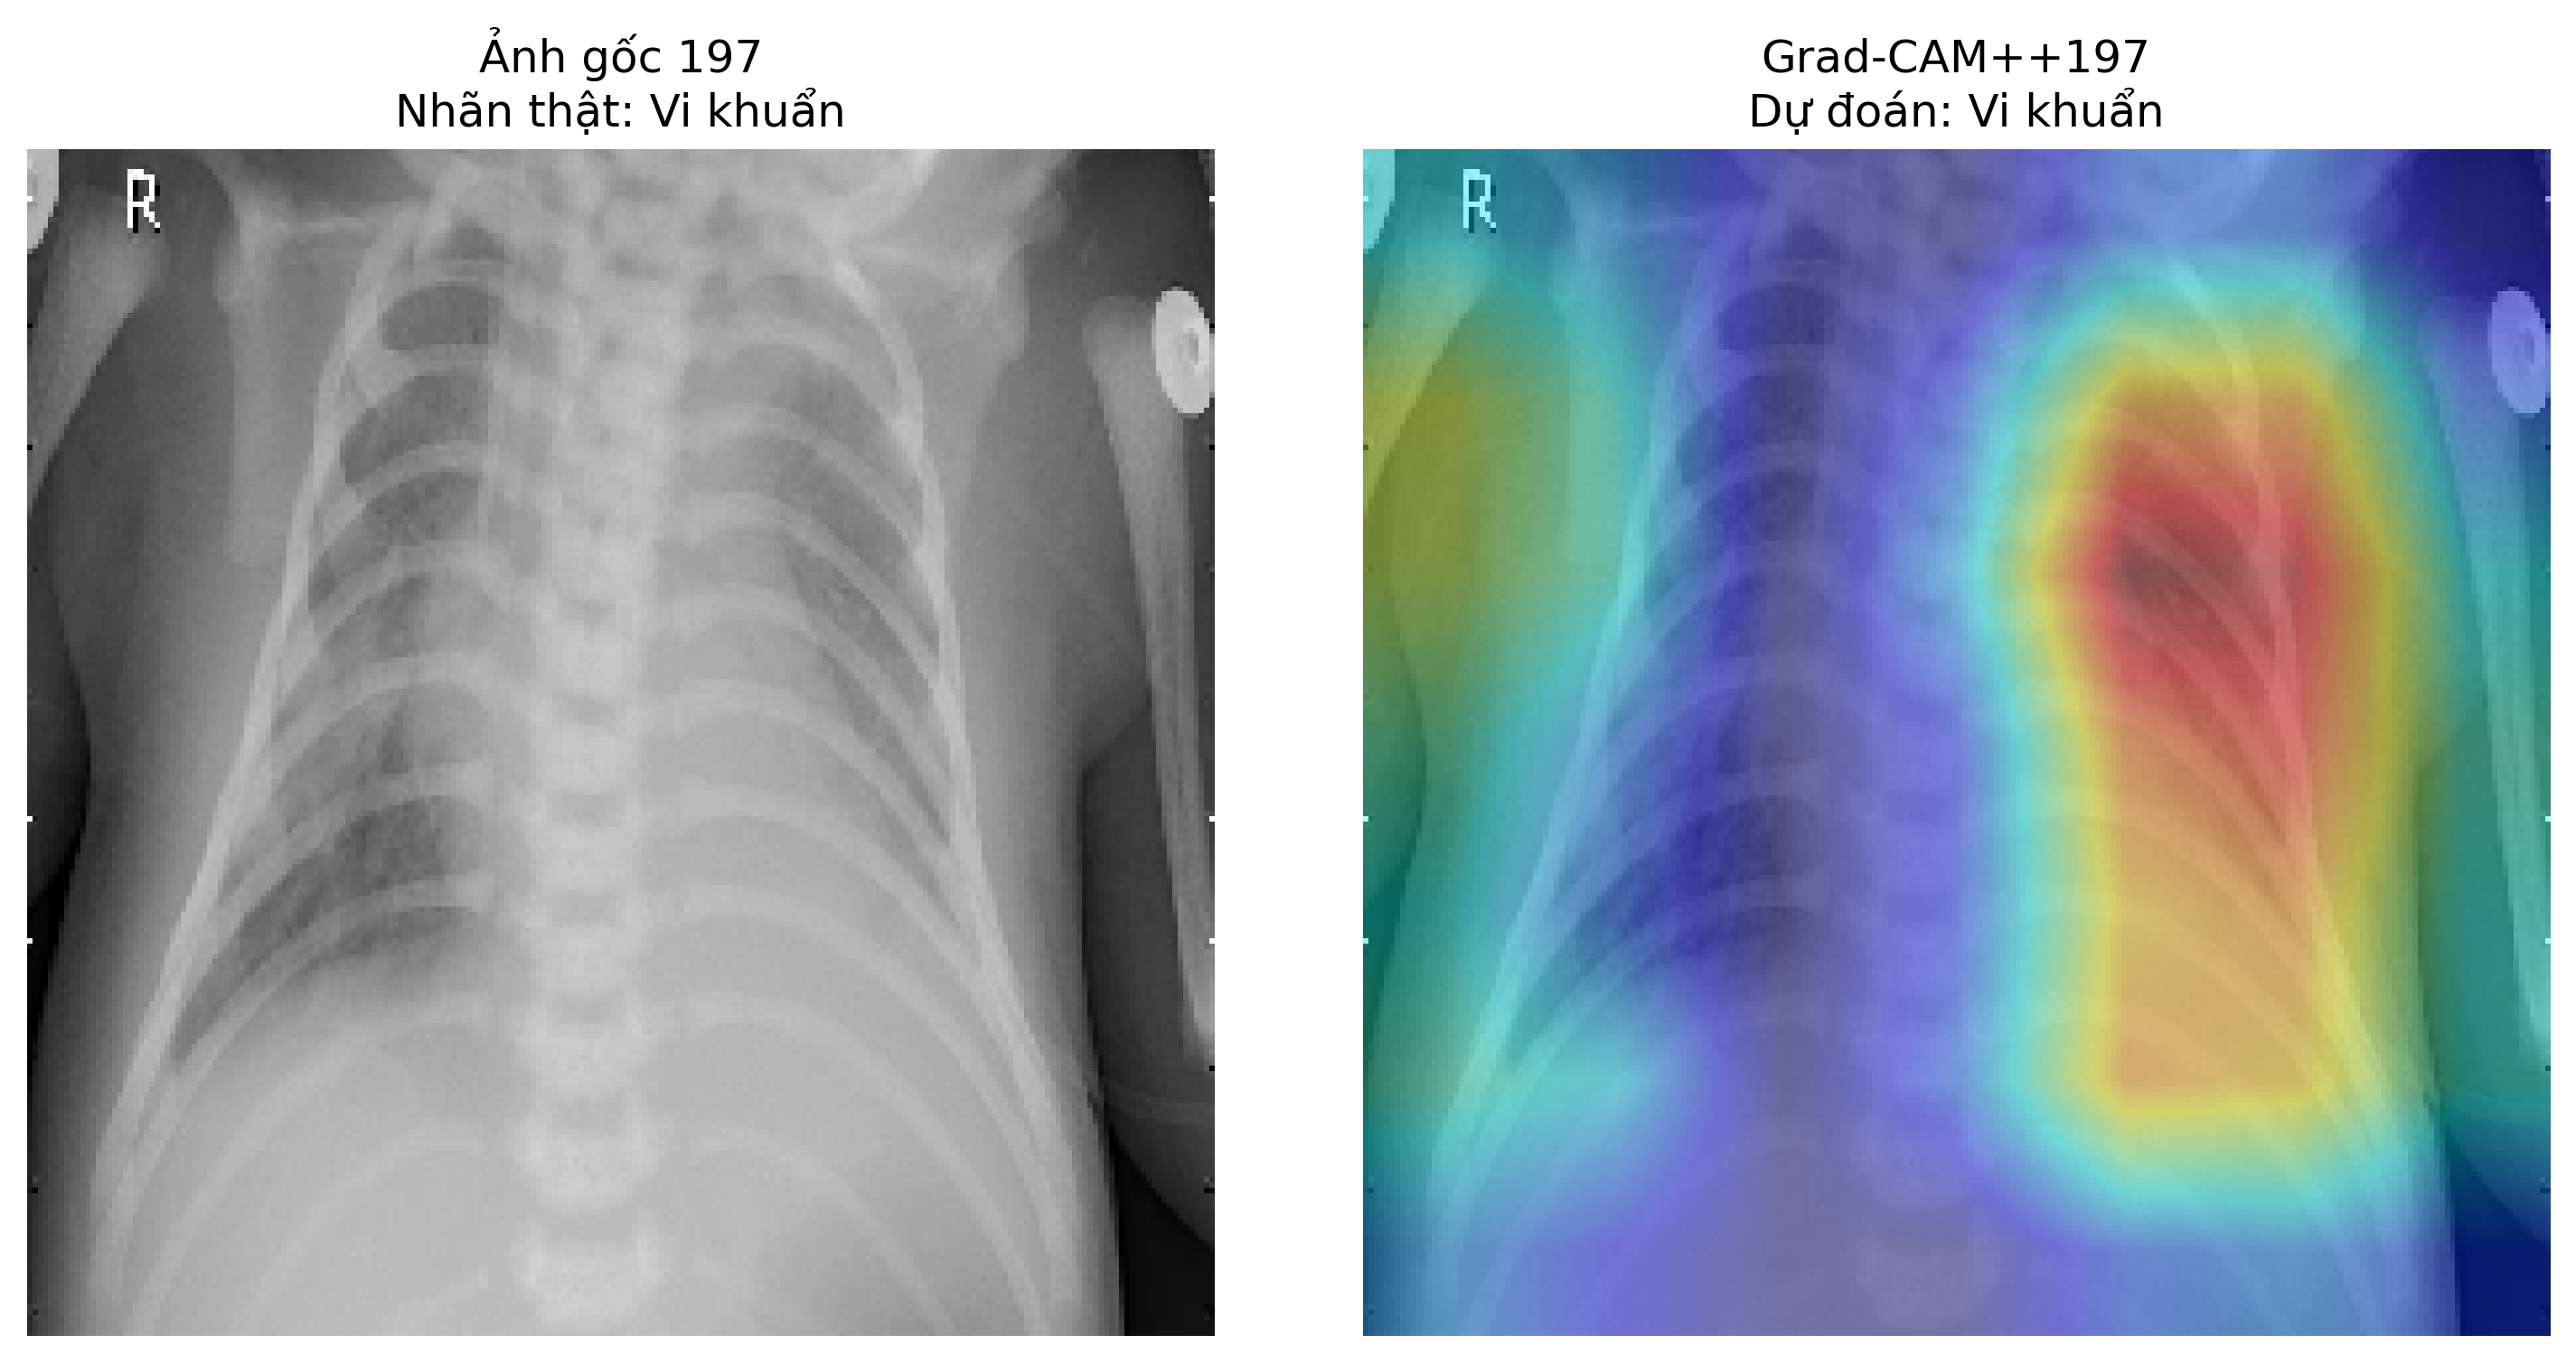 Ảnh gốc 197
Nhãn thật: Vi khuẩn
R
Grad-CAM++197
Dự đoán: Vi khuẩn
R